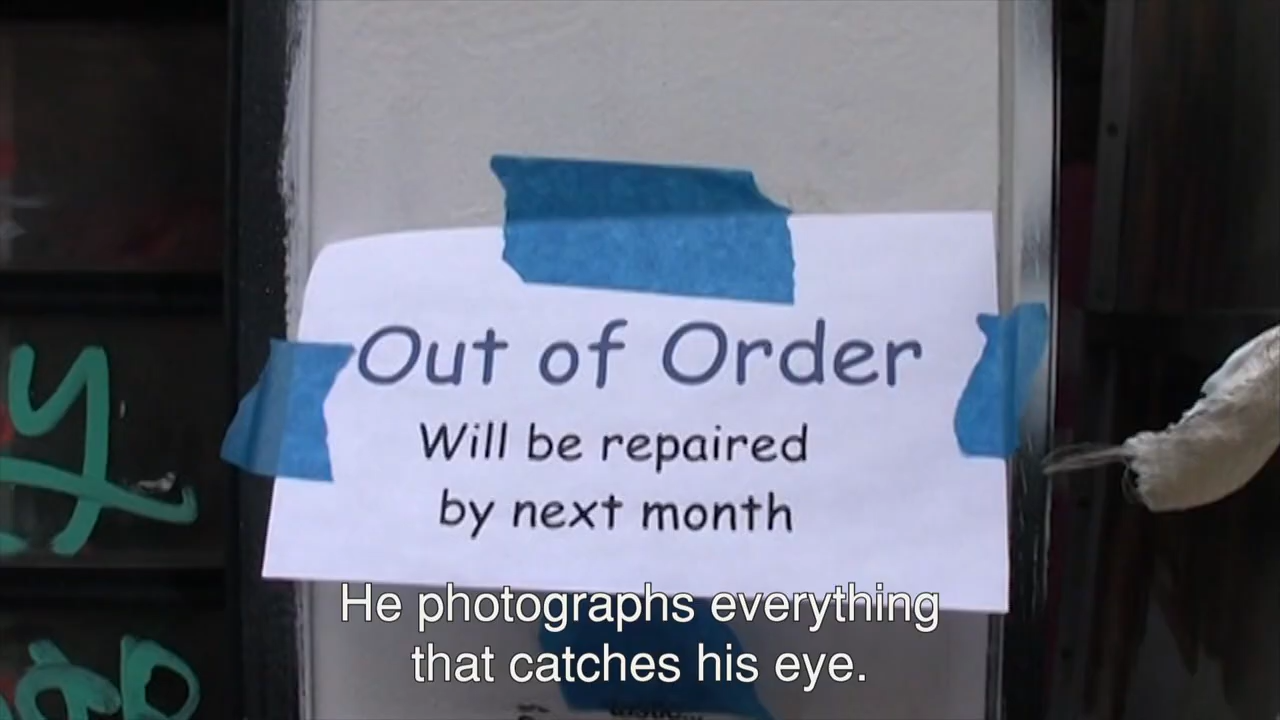 Out of Order
Will be repaired
by next month
He photographs everything
that catches his eye.